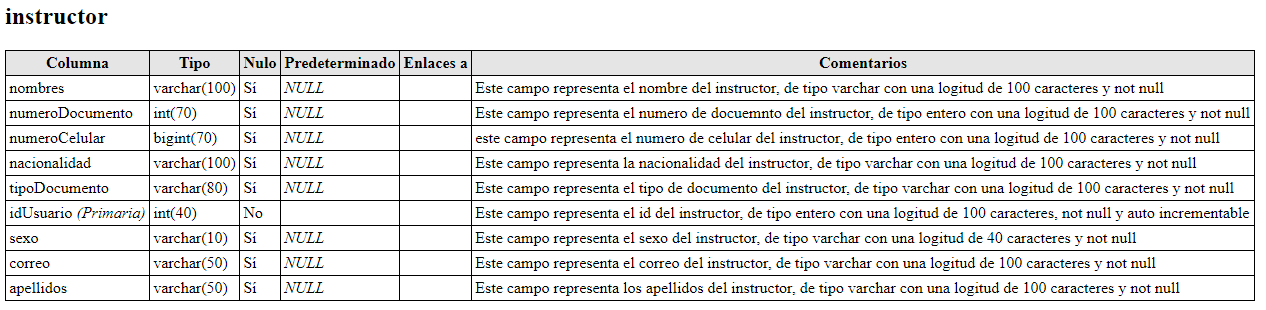 instructor
Columna Tipo Nulo Predeterminado Enlaces a Comentarios
nombres varchar(100) Sí NULL Este campo representa el nombre del instructor, de tipo varchar con una logitud de 100 caracteres y not null
numeroDocumento int(70) Sí NULL Este campo representa el numero de docuemnto del instructor, de tipo entero con una logitud de 100 caracteres y not null
numeroCelular bigint(70) Sí NULL este campo representa el numero de celular del instructor, de tipo entero con una logitud de 100 caracteres y not null
nacionalidad varchar(100) Sí NULL Este campo representa la nacionalidad del instructor, de tipo varchar con una logitud de 100 caracteres y not null
tipoDocumento varchar(80) Sí NULL Este campo representa el tipo de documento del instructor, de tipo varchar con una logitud de 100 caracteres y not null
idUsuario (Primaria) int(40) No Este campo representa el id del instructor, de tipo entero con una logitud de 100 caracteres, not null y auto incrementable
sexo varchar(10) Sí NULL Este campo representa el sexo del instructor, de tipo varchar con una logitud de 40 caracteres y not null
correo varchar(50) Sí NULL Este campo representa el correo del instructor, de tipo varchar con una logitud de 100 caracteres y not null
apellidos varchar(50) Sí NULL Este campo representa los apellidos del instructor, de tipo varchar con una logitud de 100 caracteres y not null